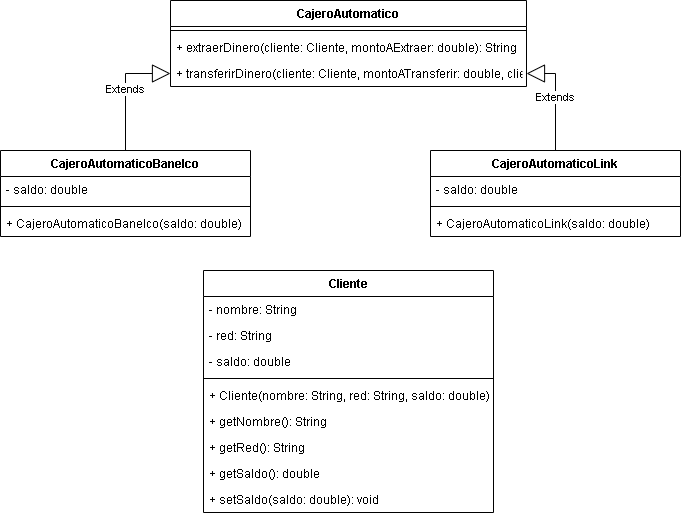 CajeroAutomatico
+ extraerDinero(cliente: Cliente, montoAExtraer: double): String
+ transferirDinero(cliente: Cliente, montoATransferir: double, clie
Extends
Extends
CajeroAutomaticoBanelco
- saldo: double
+ CajeroAutomaticoBanelco(saldo: double)
CajeroAutomaticoLink
- saldo: double
+ CajeroAutomaticoLink(saldo: double)
Cliente
- nombre: String
- red: String
- saldo: double
+ Cliente(nombre: String, red: String, saldo: double)
+ getNombre(): String
+ getRed(): String
+ getSaldo(): double
+ setSaldo(saldo: double): void